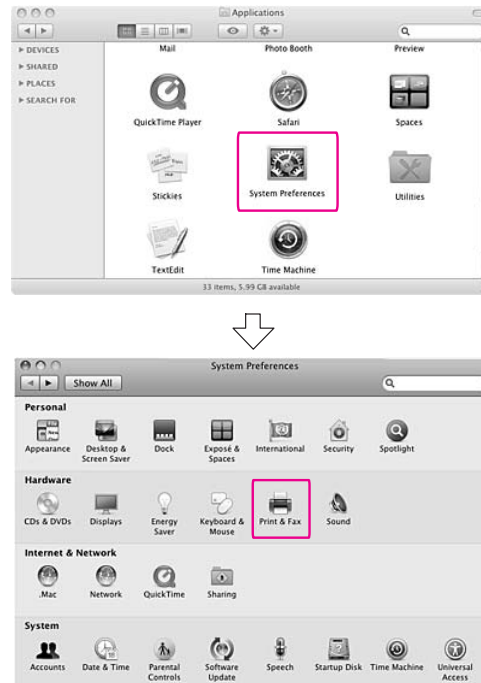 Applications
DEVICES
SHARED
PLACES
SEARCH FOR
Mail
Photo Booth
Preview
QuickTime Player
Safari
Spaces
Stickies
System Preferences
Utilities
TextEdit
Time Machine
33 items, 5.99 GB available
System Preferences
Show All
Personal
Appearance
Desktop &
Screen Saver
Dock
Exposé &
Spaces
International
Security
Spotlight
Hardware
CDs & DVDs
Displays
Energy
Saver
Keyboard &
Mouse
Print & Fax
Sound
Internet & Network
.Mac
Network
QuickTime
Sharing
System
Accounts
Date & Time
Parental
Controls
Software
Update
Speech
Startup Disk
Time Machine
Universal
Access